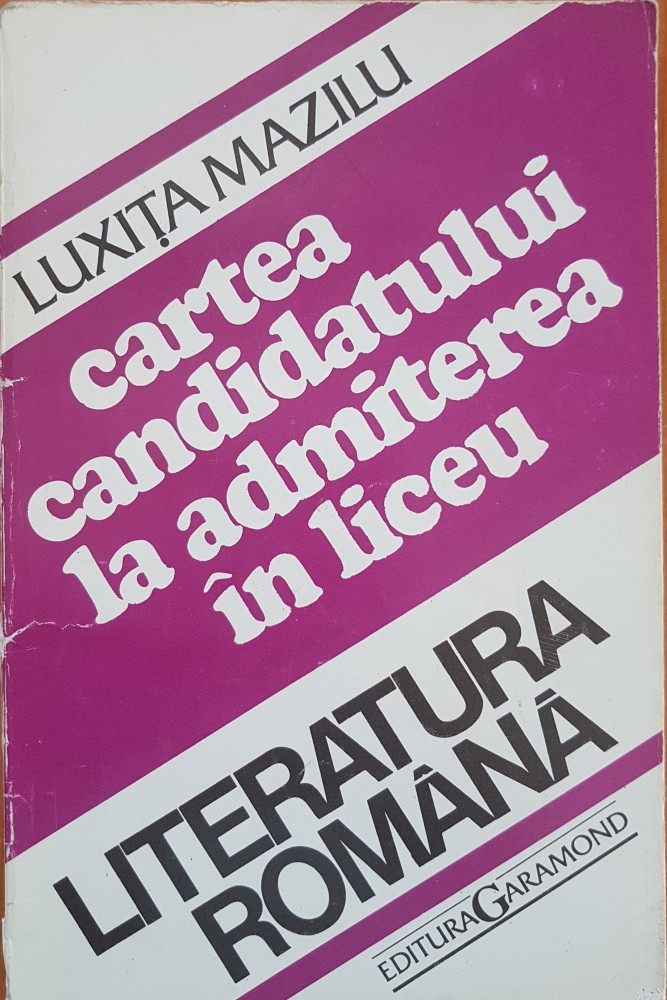 LUXIȚA MAZILU
cartea
candidatului
la admiterea
în liceu
LITERATURA
ROMÂNĂ
EDITURA GARAMOND